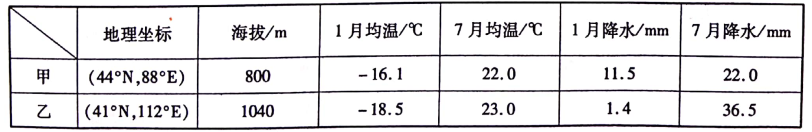 地理坐标 海拔/m 1月均温/℃ 7月均温/℃ 1月降水/mm 7月降水/mm
甲 (44°N,88°E) 800 -16.1 22.0 11.5 22.0
乙 (41°N,112°E) 1040 -18.5 23.0 1.4 36.5